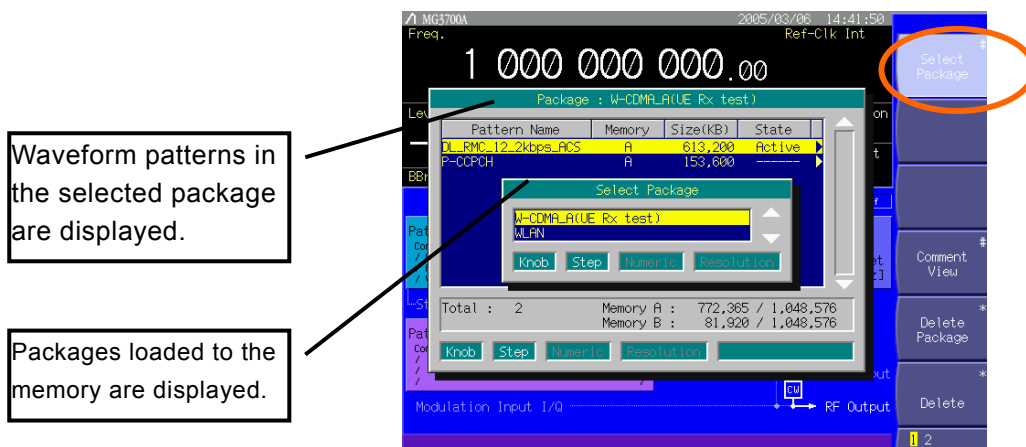 MG3700A 2005/03/06 14:41:50
Freq. Ref-Clk Int
1 000 000 000.00
#
Select
Package
Package : W-CDMA_A(UE Rx test)
Pattern Name Memory Size(KB) State
DL_RMC_12_2kbps_ACS A 613,200 Active
P-CCPCH A 153,600 ------
Select Package
W-CDMA_A(UE Rx test)
WLAN
Knob Step Numeric Resolution
Total : 2 Memory A : 772,365 / 1,048,576
Memory B : 81,920 / 1,048,576
Knob Step Numeric Resolution
Waveform patterns in
the selected package
are displayed.
Packages loaded to the
memory are displayed.
#
Comment
View
*
Delete
Package
*
Delete
CW
Modulation Input I/Q RF Output
1 2